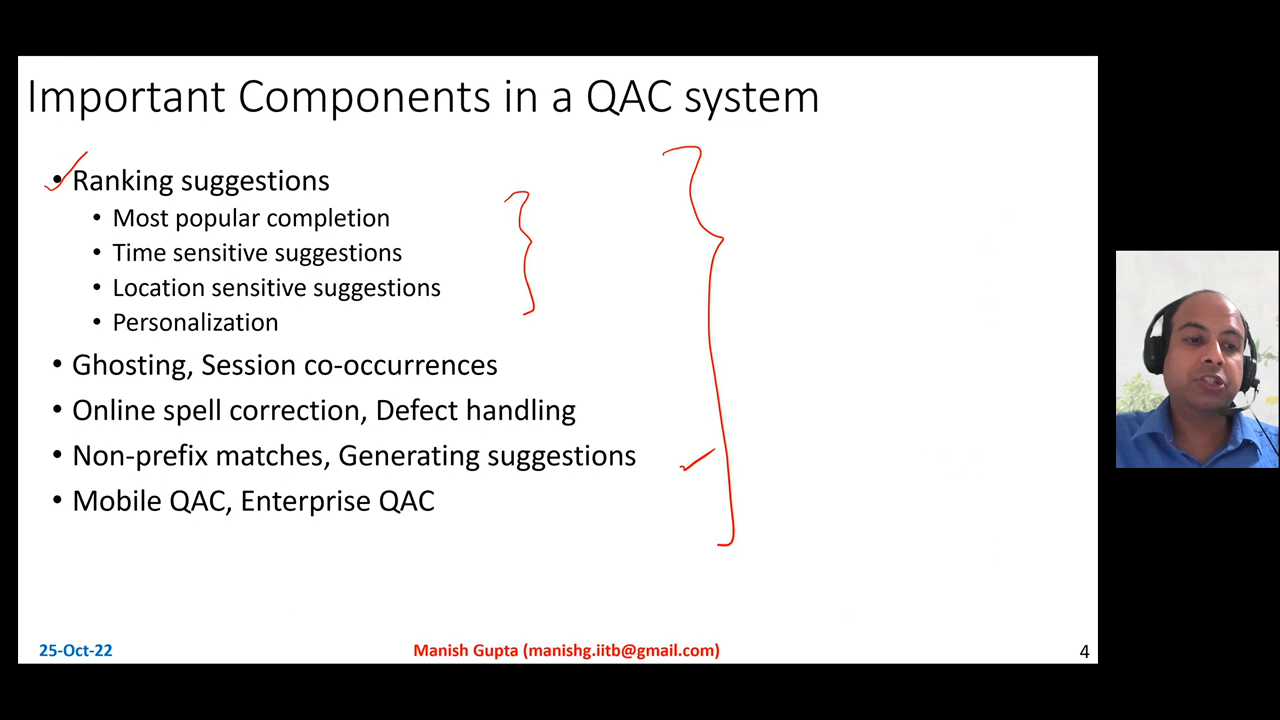 Important Components in a QAC system
• Ranking suggestions
• Most popular completion
• Time sensitive suggestions
• Location sensitive suggestions
• Personalization
• Ghosting, Session co-occurrences
• Online spell correction, Defect handling
• Non-prefix matches, Generating suggestions
• Mobile QAC, Enterprise QAC
25-Oct-22 Manish Gupta (manishg.iitb@gmail.com) 4